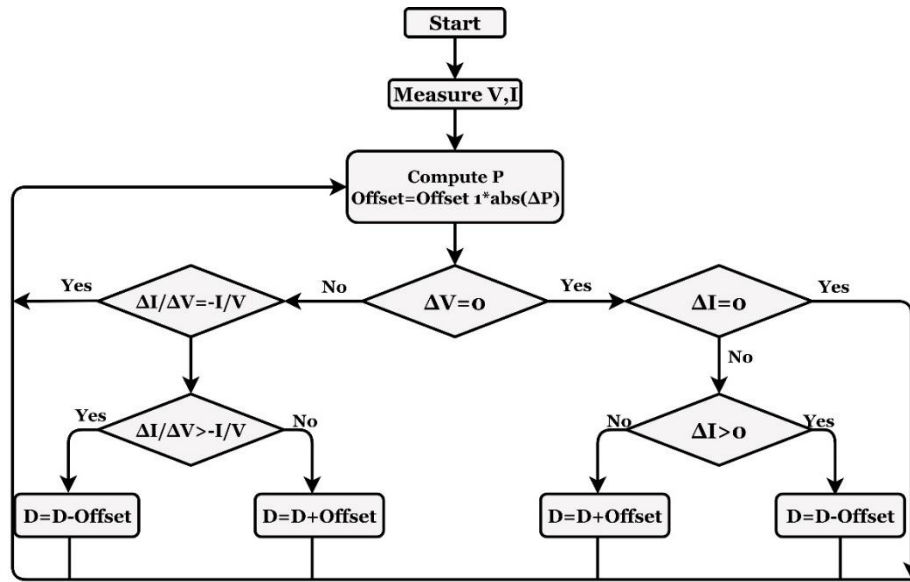 Start
Measure V,I
Compute P
Offset=Offset 1*abs(ΔP)
Yes
ΔI/ΔV=-I/V
No
ΔV=0
Yes
ΔI=0
Yes
No
Yes
ΔI/ΔV>-I/V
No
No
ΔI>0
Yes
D=D-Offset
D=D+Offset
D=D+Offset
D=D-Offset